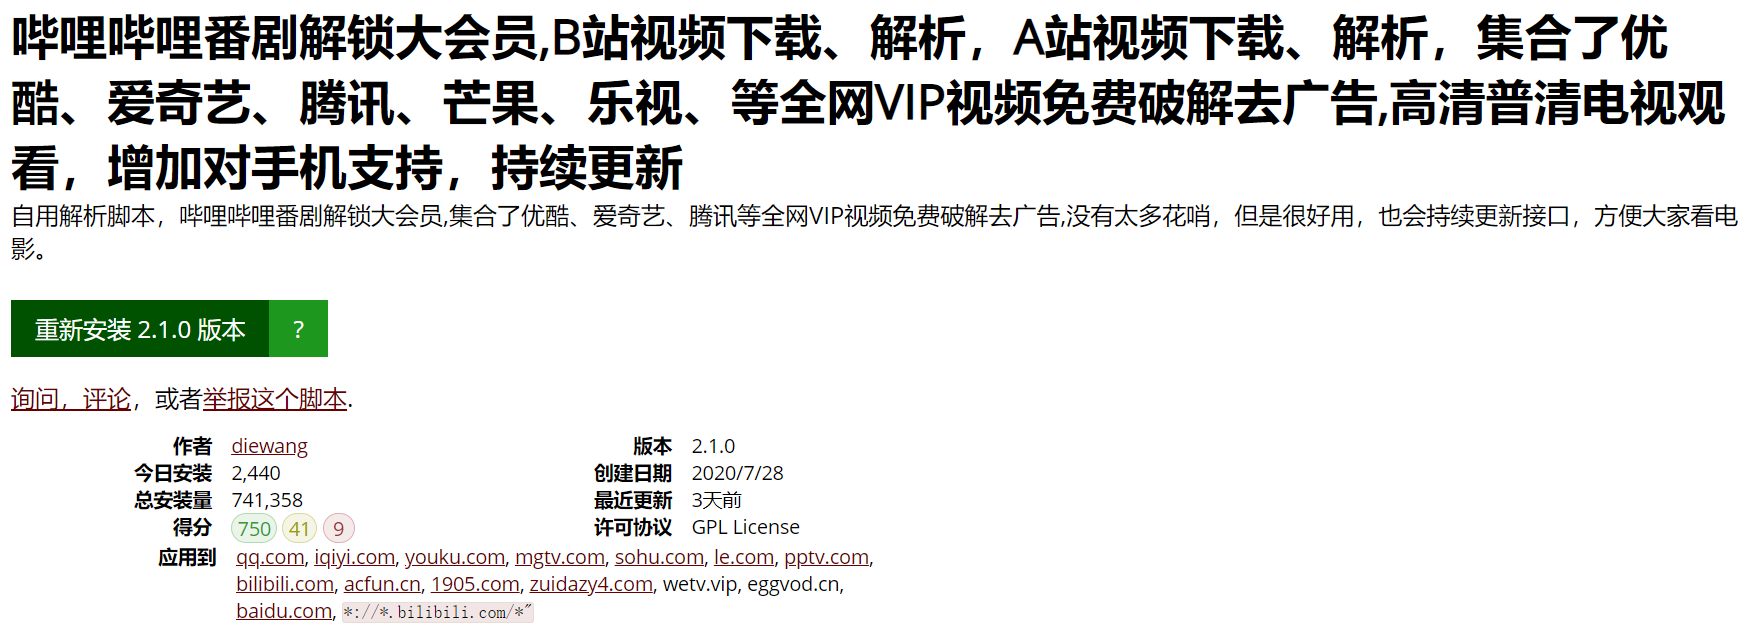 哔哩哔哩番剧解锁大会员,B站视频下载、解析，A站视频下载、解析，集合了优
酷、爱奇艺、腾讯、芒果、乐视、等全网VIP视频免费破解去广告,高清普清电视观
看，增加对手机支持，持续更新
自用解析脚本，哔哩哔哩番剧解锁大会员,集合了优酷、爱奇艺、腾讯等全网VIP视频免费破解去广告,没有太多花哨，但是很好用，也会持续更新接口，方便大家看电
影。
重新安装 2.1.0 版本 ?
询问，评论，或者举报这个脚本.
作者 diewang 版本 2.1.0
今日安装 2,440 创建日期 2020/7/28
总安装量 741,358 最近更新 3天前
得分 750 41 9 许可协议 GPL License
应用到 qq.com, iqiyi.com, youku.com, mgtv.com, sohu.com, le.com, pptv.com,
bilibili.com, acfun.cn, 1905.com, zuidazy4.com, wetv.vip, eggvod.cn,
baidu.com, *://*.bilibili.com/*"